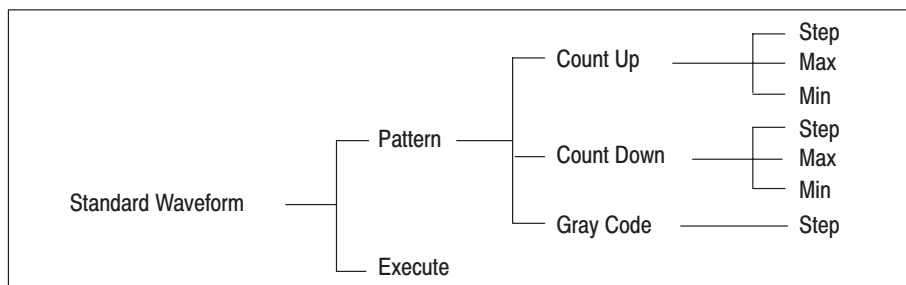 Step
Count Up
Max
Min
Pattern
Step
Count Down
Max
Min
Standard Waveform
Gray Code
Step
Execute